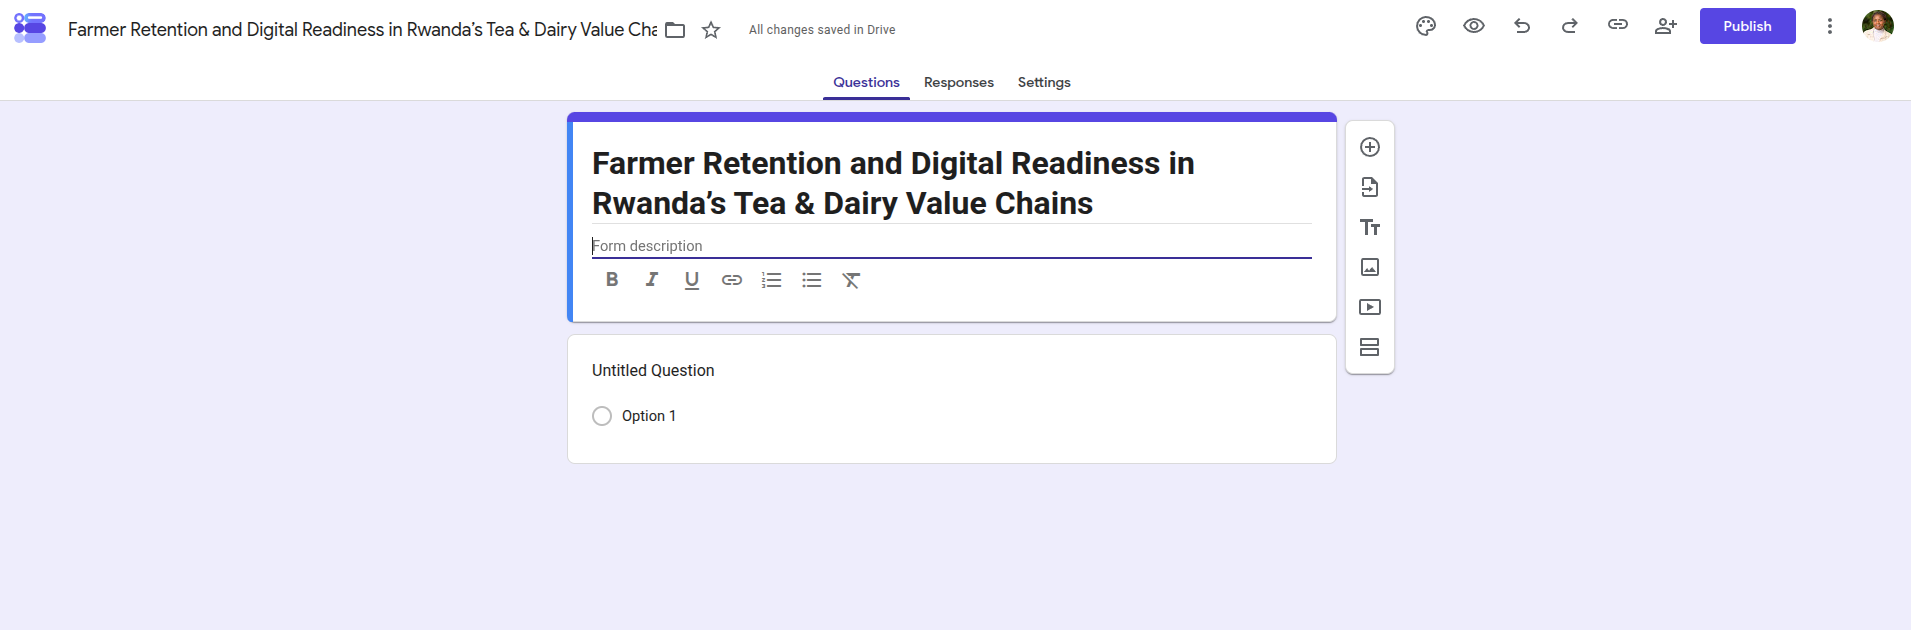 Farmer Retention and Digital Readiness in Rwanda’s Tea & Dairy Value Cha
All changes saved in Drive
Publish
Questions
Responses
Settings
Farmer Retention and Digital Readiness in
Rwanda’s Tea & Dairy Value Chains
Form description
Untitled Question
Option 1